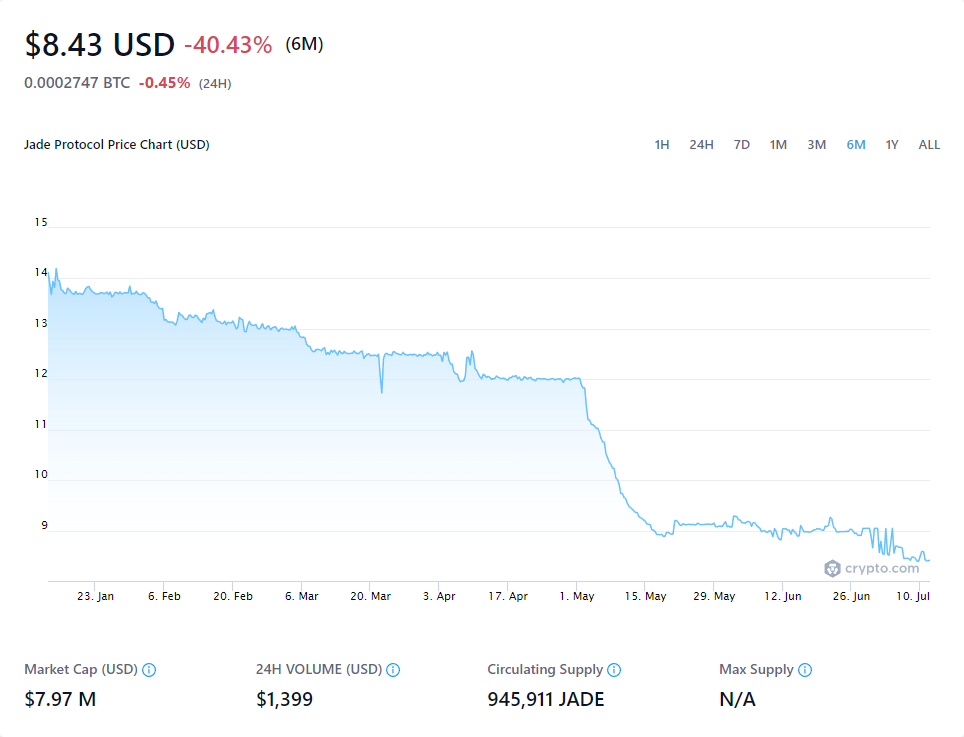 $8.43 USD -40.43% (6M)
0.0002747 BTC -0.45% (24H)
Jade Protocol Price Chart (USD) 1H 24H 7D 1M 3M 6M 1Y ALL
15
14
13
12
11
10
9
crypto.com
23. Jan 6. Feb 20. Feb 6. Mar 20. Mar 3. Apr 17. Apr 1. May 15. May 29. May 12. Jun 26. Jun 10. Jul
Market Cap (USD) 24H VOLUME (USD) Circulating Supply Max Supply
$7.97 M $1,399 945,911 JADE N/A